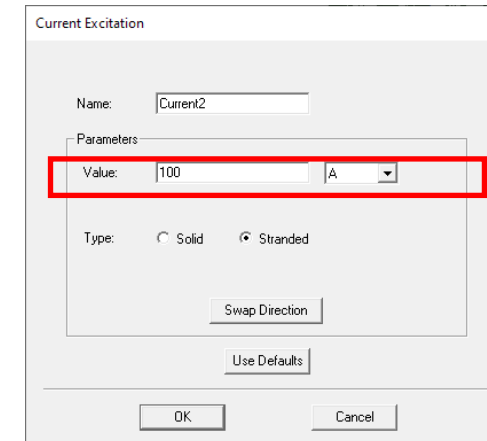 Current Excitation
Name: Current2
Parameters
Value: 100 A
Type: Solid Stranded
Swap Direction
Use Defaults
OK Cancel